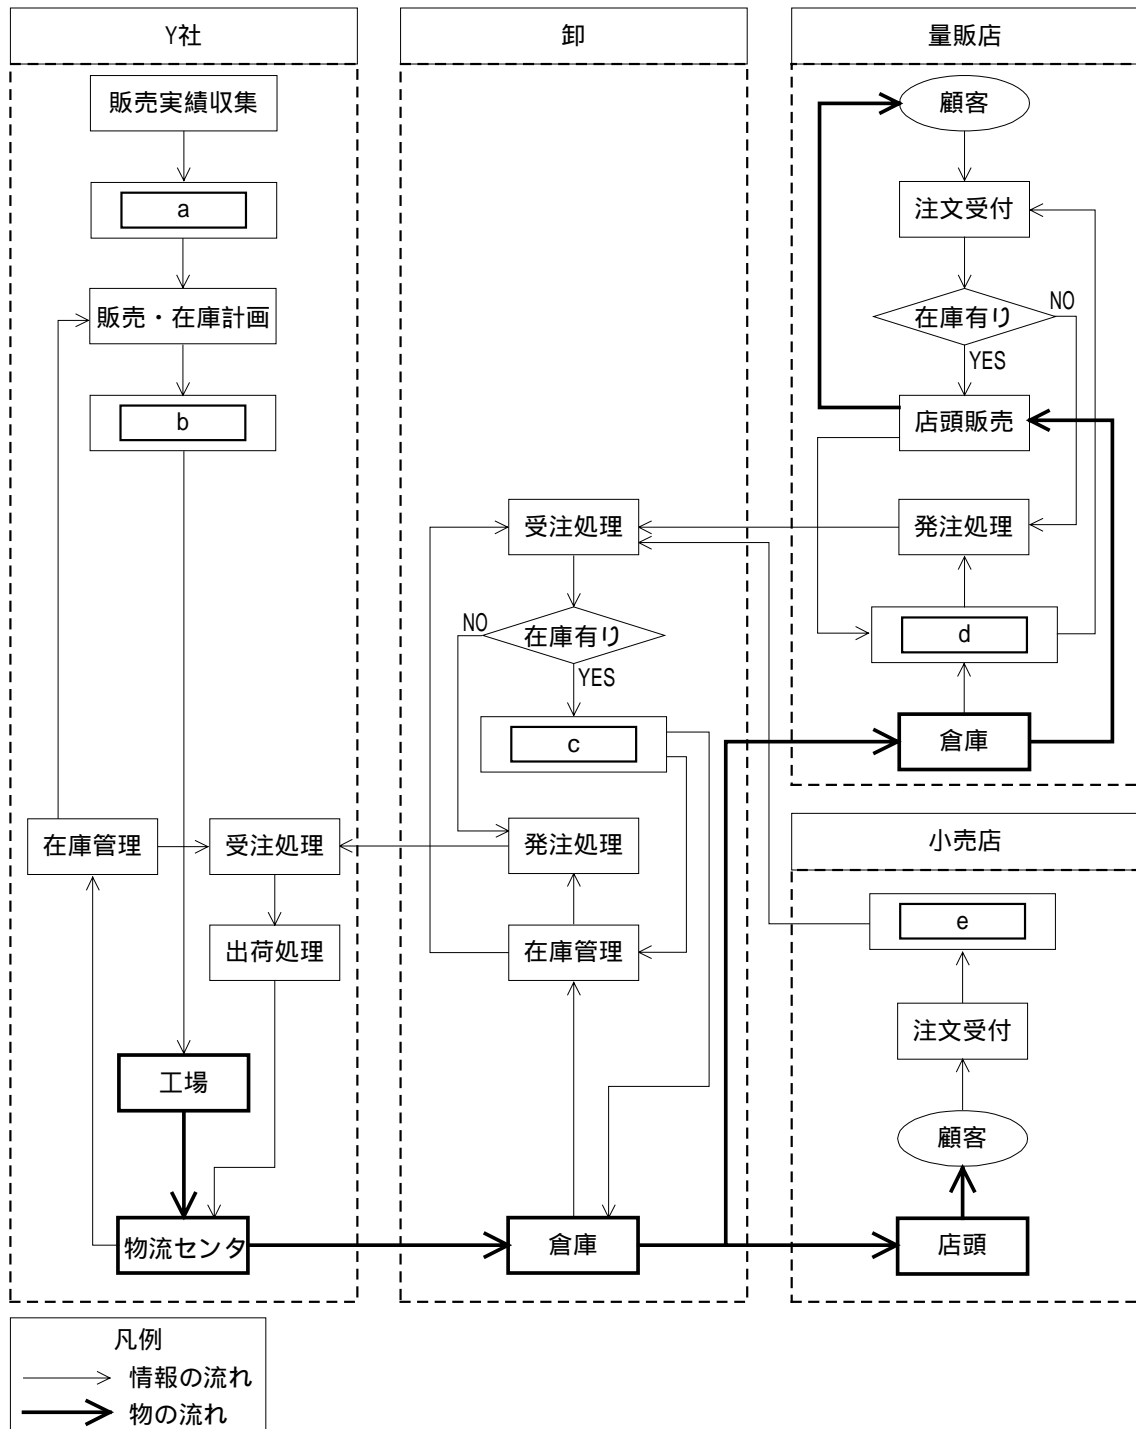 Y社
販売実績収集
a
販売・在庫計画
b
在庫管理
受注処理
出荷処理
工場
物流センタ
卸
受注処理
在庫有り
NO
YES
c
発注処理
在庫管理
倉庫
量販店
顧客
注文受付
在庫有り
NO
YES
店頭販売
発注処理
d
倉庫
小売店
e
注文受付
顧客
店頭
凡例
情報の流れ
物の流れ